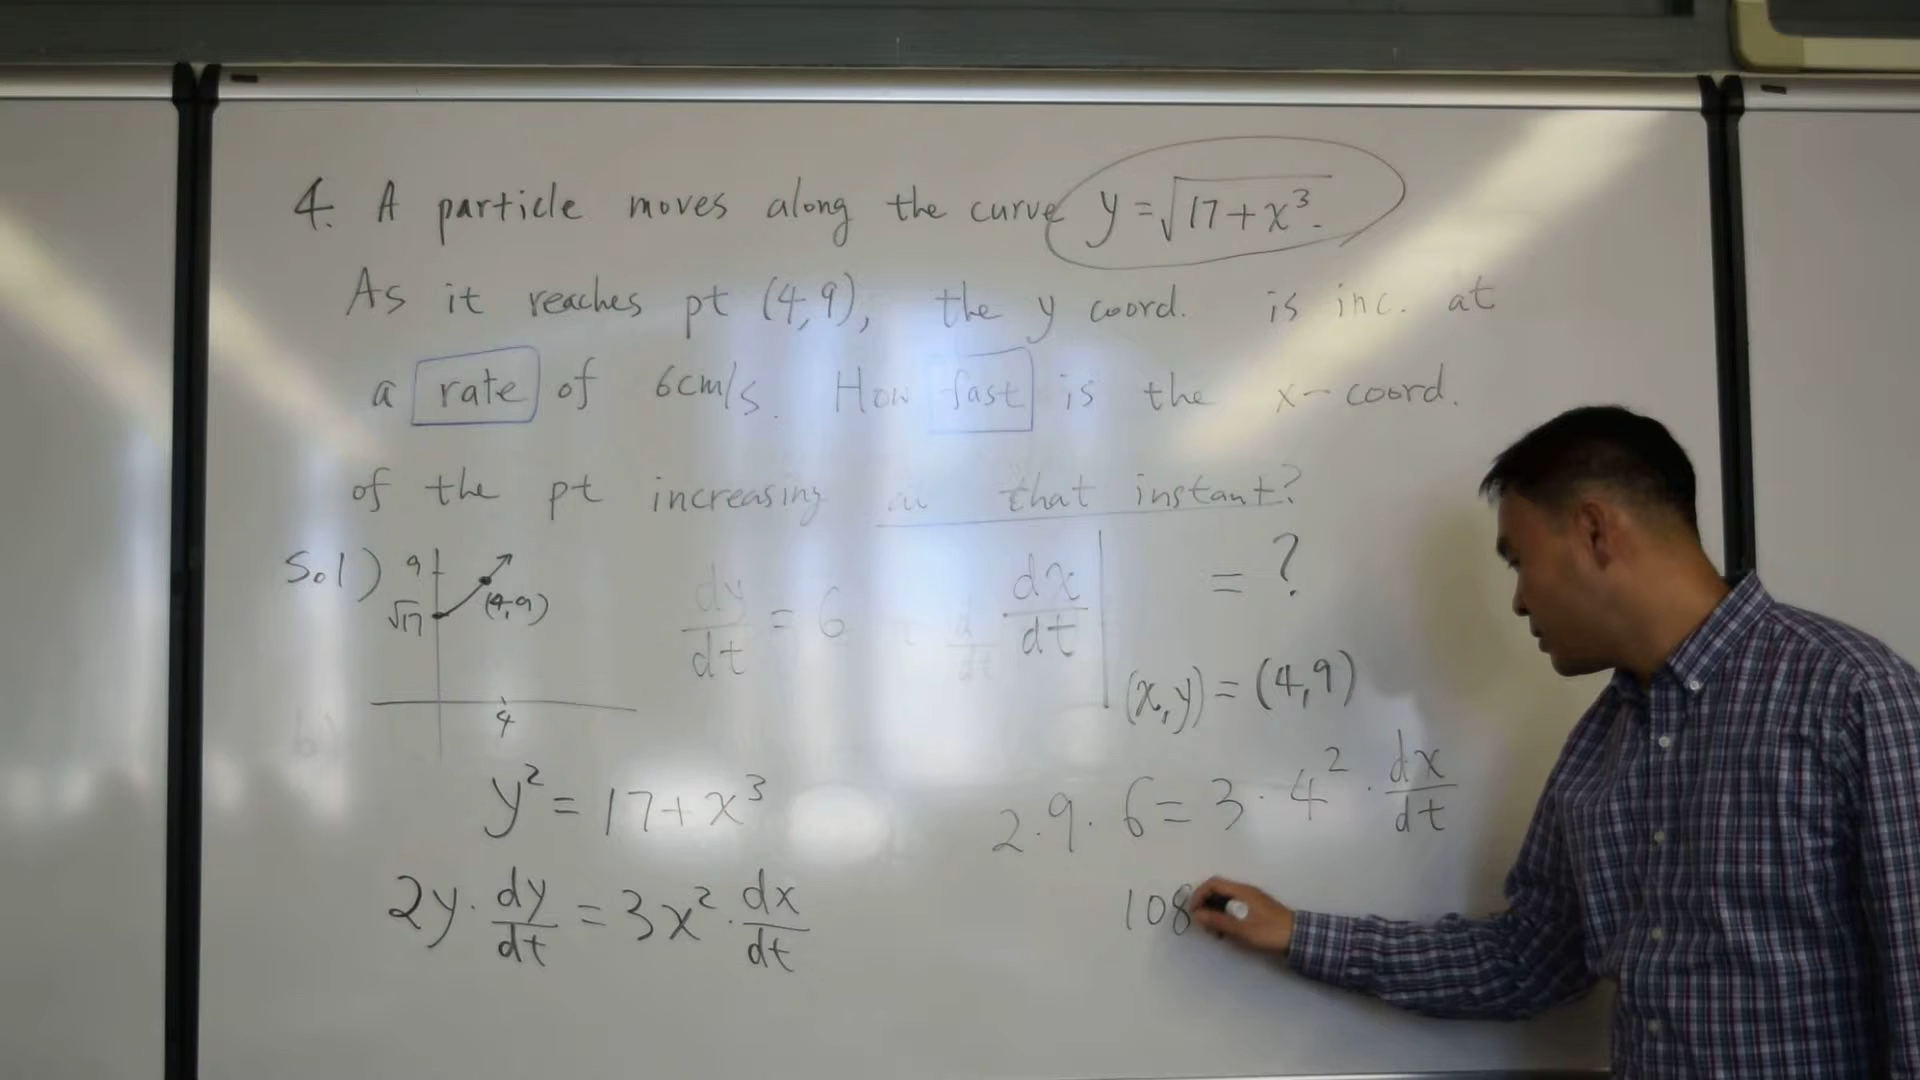 4. A particle moves along the curve y = √17+x³.
As it reaches pt (4,9), the y coord. is inc. at
a rate of 6cm/s. How fast is the x-coord.
of the pt increasing that instant?
Sol)
9
√17
(4,9)
4
dy/dt = 6
dx/dt | (x,y) = (4,9) = ?
y² = 17+x³
2y · dy/dt = 3x² · dx/dt
2·9·6 = 3·4² · dx/dt
108